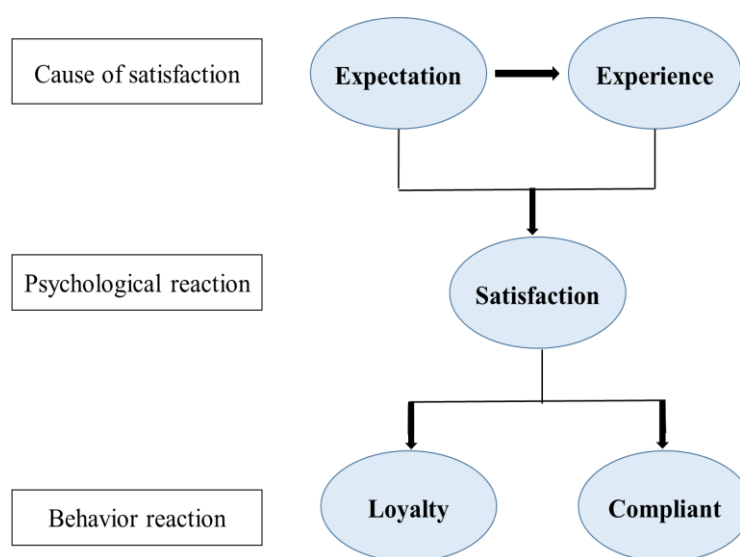 Cause of satisfaction
Expectation
Experience
Psychological reaction
Satisfaction
Behavior reaction
Loyalty
Compliant